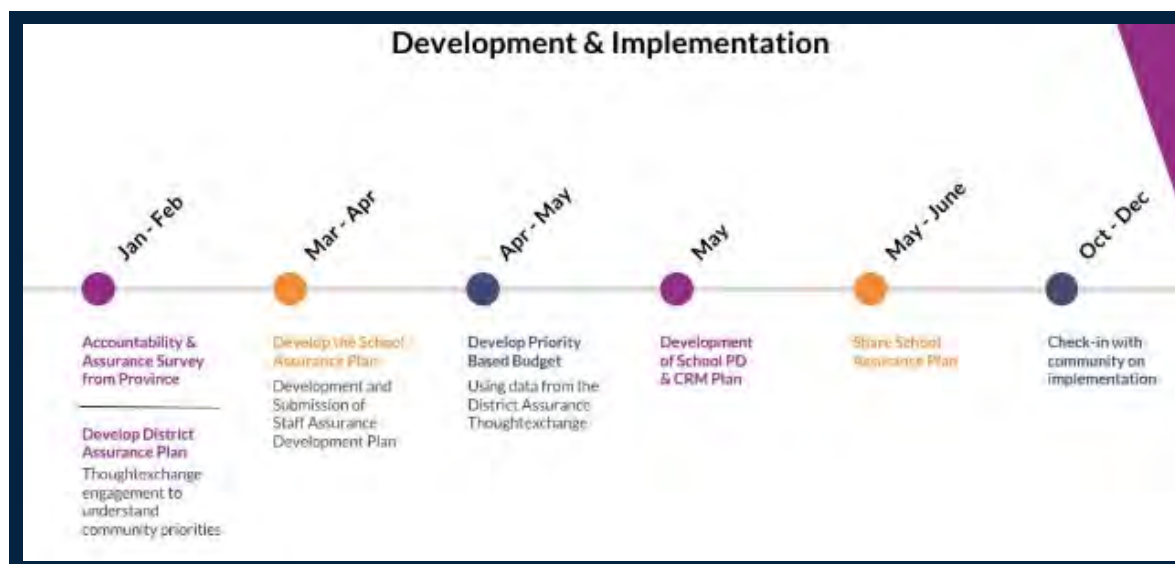 Development & Implementation
Jan - Feb
Mar - Apr
Apr - May
May
May - June
Oct - Dec
Accountability &
Assurance Survey
from Province
Develop District
Assurance Plan
Thoughtexchange
engagement to
understand
community priorities
Develop the School
Assurance Plan
Development and
Submission of
Staff Assurance
Development Plan
Develop Priority
Based Budget
Using data from the
District Assurance
Thoughtexchange
Development
of School PD
& CRM Plan
Share School
Assurance Plan
Check-in with
community on
implementation